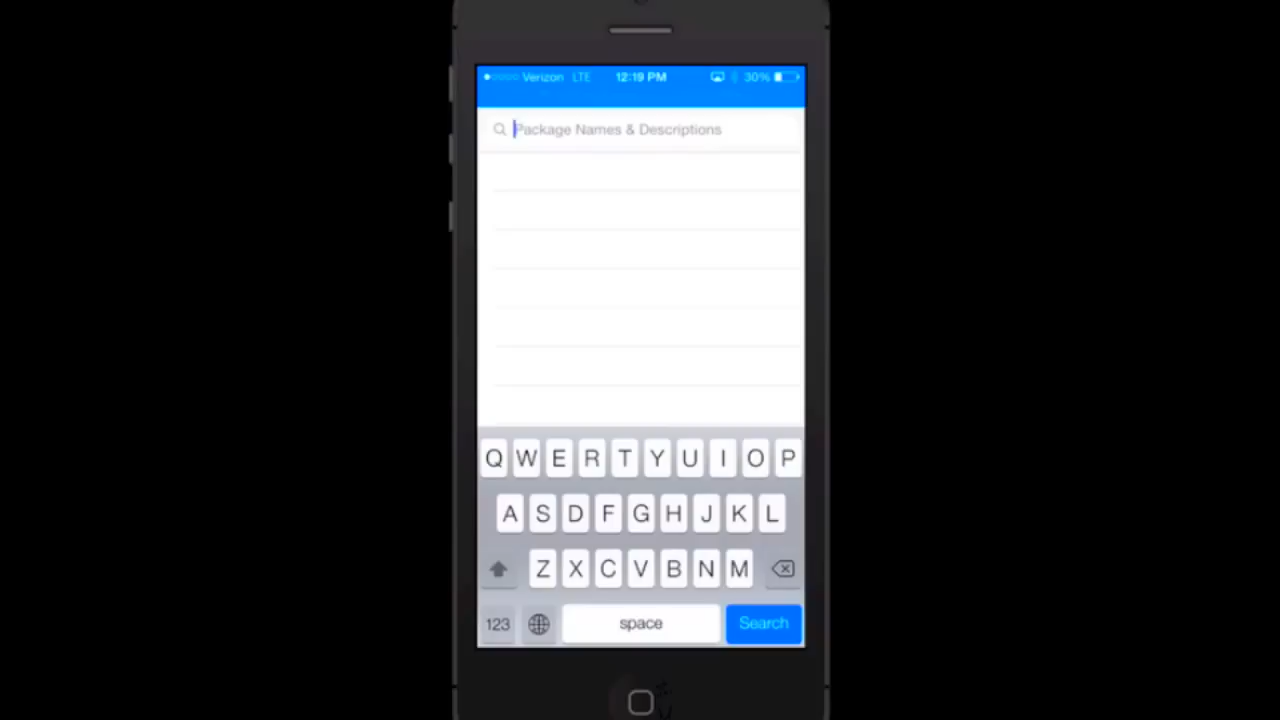 Verizon LTE 12:19 PM 30%
Package Names & Descriptions
Q W E R T Y U I O P
A S D F G H J K L
Z X C V B N M
123 space Search